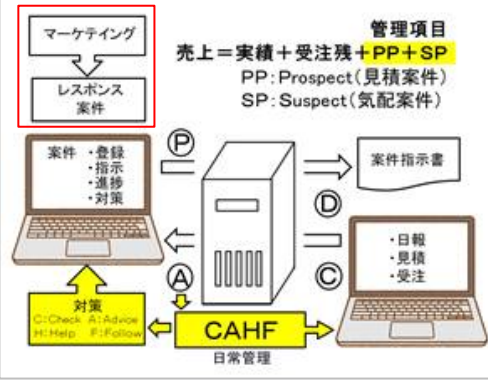 マーケテイング
レスポンス
案件
管理項目
売上＝実績＋受注残＋PP＋SP
PP：Prospect（見積案件）
SP：Suspect（気配案件）
案件 ・登録
・指示
・進捗
・対策
Ⓟ
案件指示書
Ⓓ
・日報
・見積
・受注
Ⓒ
Ⓐ
対策
C：Check A：Advice
H：Help F：Follow
CAHF
日常管理